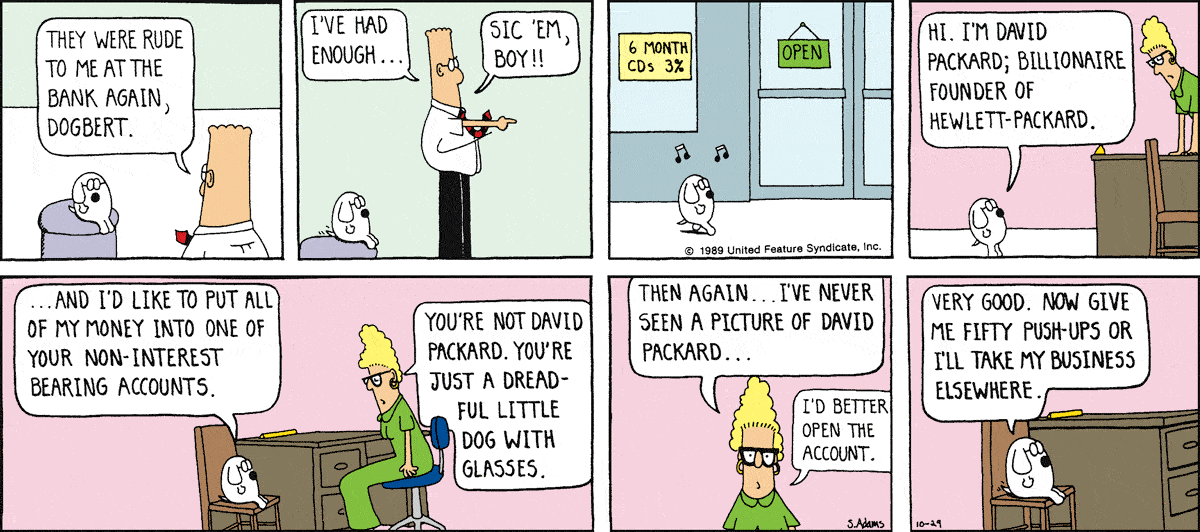 THEY WERE RUDE
TO ME AT THE
BANK AGAIN,
DOGBERT.
I'VE HAD
ENOUGH...
SIC 'EM,
BOY!!
6 MONTH
CDs 3%
OPEN
© 1989 United Feature Syndicate, Inc.
HI. I'M DAVID
PACKARD; BILLIONAIRE
FOUNDER OF
HEWLETT-PACKARD.
...AND I'D LIKE TO PUT ALL
OF MY MONEY INTO ONE OF
YOUR NON-INTEREST
BEARING ACCOUNTS.
YOU'RE NOT DAVID
PACKARD. YOU'RE
JUST A DREAD-
FUL LITTLE
DOG WITH
GLASSES.
THEN AGAIN...I'VE NEVER
SEEN A PICTURE OF DAVID
PACKARD...
I'D BETTER
OPEN THE
ACCOUNT.
S.Adams
VERY GOOD. NOW GIVE
ME FIFTY PUSH-UPS OR
I'LL TAKE MY BUSINESS
ELSEWHERE.
10-29